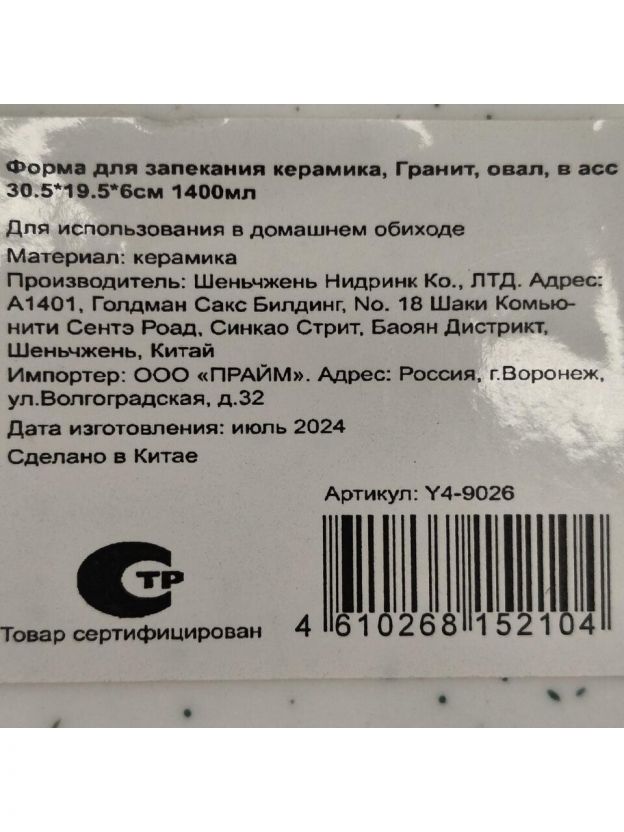 Форма для запекания керамика, Гранит, овал, в асс
30.5*19.5*6см 1400мл
Для использования в домашнем обиходе
Материал: керамика
Производитель: Шеньчжень Нидринк Ко., ЛТД. Адрес:
А1401, Голдман Сакс Билдинг, No. 18 Шаки Комью-
нити Сентэ Роад, Синкао Стрит, Баоян Дистрикт,
Шеньчжень, Китай
Импортер: ООО «ПРАЙМ». Адрес: Россия, г.Воронеж,
ул.Волгоградская, д.32
Дата изготовления: июль 2024
Сделано в Китае
Артикул: Y4-9026
СТР
Товар сертифицирован
4 610268 152104